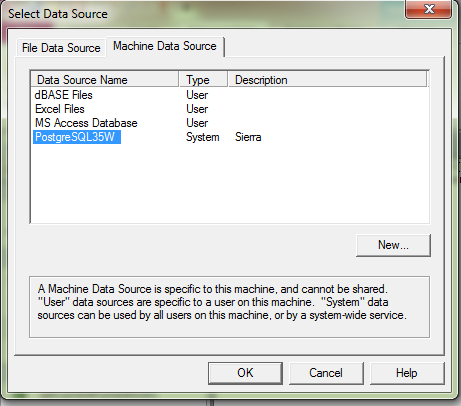 Select Data Source
File Data Source Machine Data Source
Data Source Name Type Description
dBASE Files User
Excel Files User
MS Access Database User
PostgreSQL35W System Sierra
New...
A Machine Data Source is specific to this machine, and cannot be shared.
"User" data sources are specific to a user on this machine. "System" data
sources can be used by all users on this machine, or by a system-wide service.
OK Cancel Help